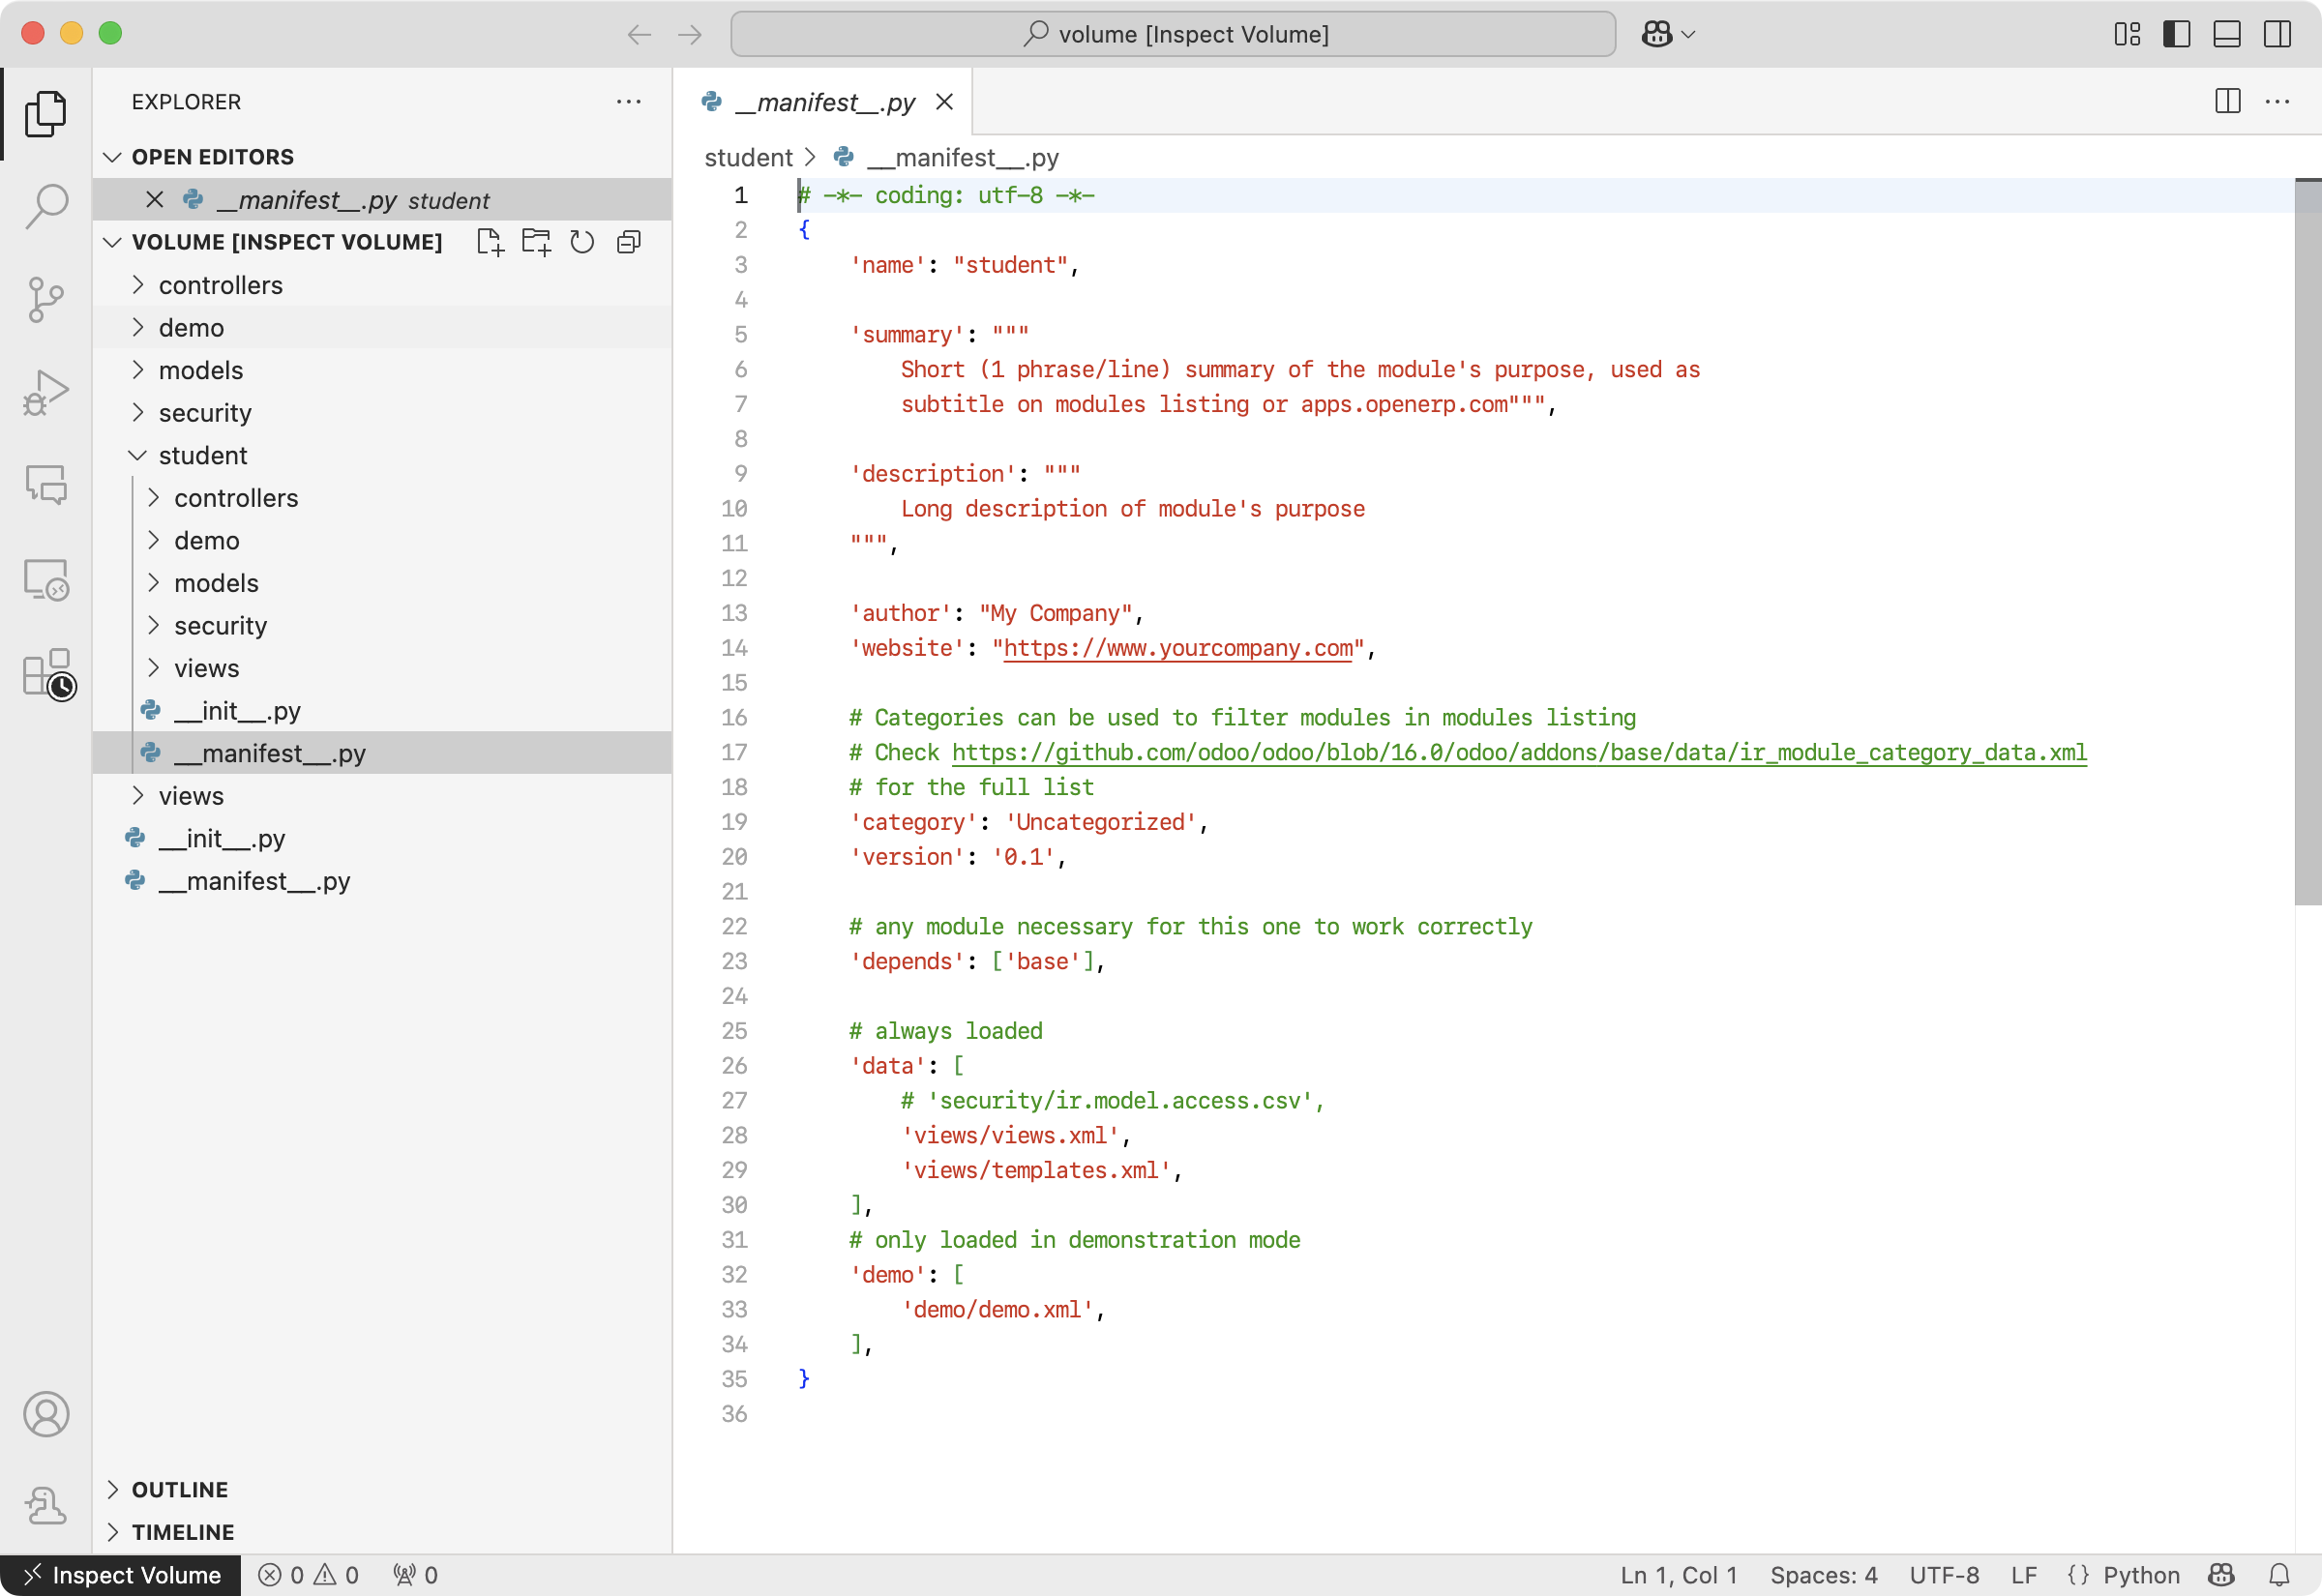 volume [Inspect Volume]
EXPLORER
OPEN EDITORS
__manifest__.py student
VOLUME [INSPECT VOLUME]
controllers
demo
models
security
student
controllers
demo
models
security
views
__init__.py
__manifest__.py
views
__init__.py
__manifest__.py
OUTLINE
TIMELINE
__manifest__.py
student > __manifest__.py
1 # -*- coding: utf-8 -*-
2 {
3 'name': "student",
4
5 'summary': """
6 Short (1 phrase/line) summary of the module's purpose, used as
7 subtitle on modules listing or apps.openerp.com""",
8
9 'description': """
10 Long description of module's purpose
11 """,
12
13 'author': "My Company",
14 'website': "https://www.yourcompany.com",
15
16 # Categories can be used to filter modules in modules listing
17 # Check https://github.com/odoo/odoo/blob/16.0/odoo/addons/base/data/ir_module_category_data.xml
18 # for the full list
19 'category': 'Uncategorized',
20 'version': '0.1',
21
22 # any module necessary for this one to work correctly
23 'depends': ['base'],
24
25 # always loaded
26 'data': [
27 # 'security/ir.model.access.csv',
28 'views/views.xml',
29 'views/templates.xml',
30 ],
31 # only loaded in demonstration mode
32 'demo': [
33 'demo/demo.xml',
34 ],
35 }
36
Inspect Volume 0 0 0 Ln 1, Col 1 Spaces: 4 UTF-8 LF {} Python